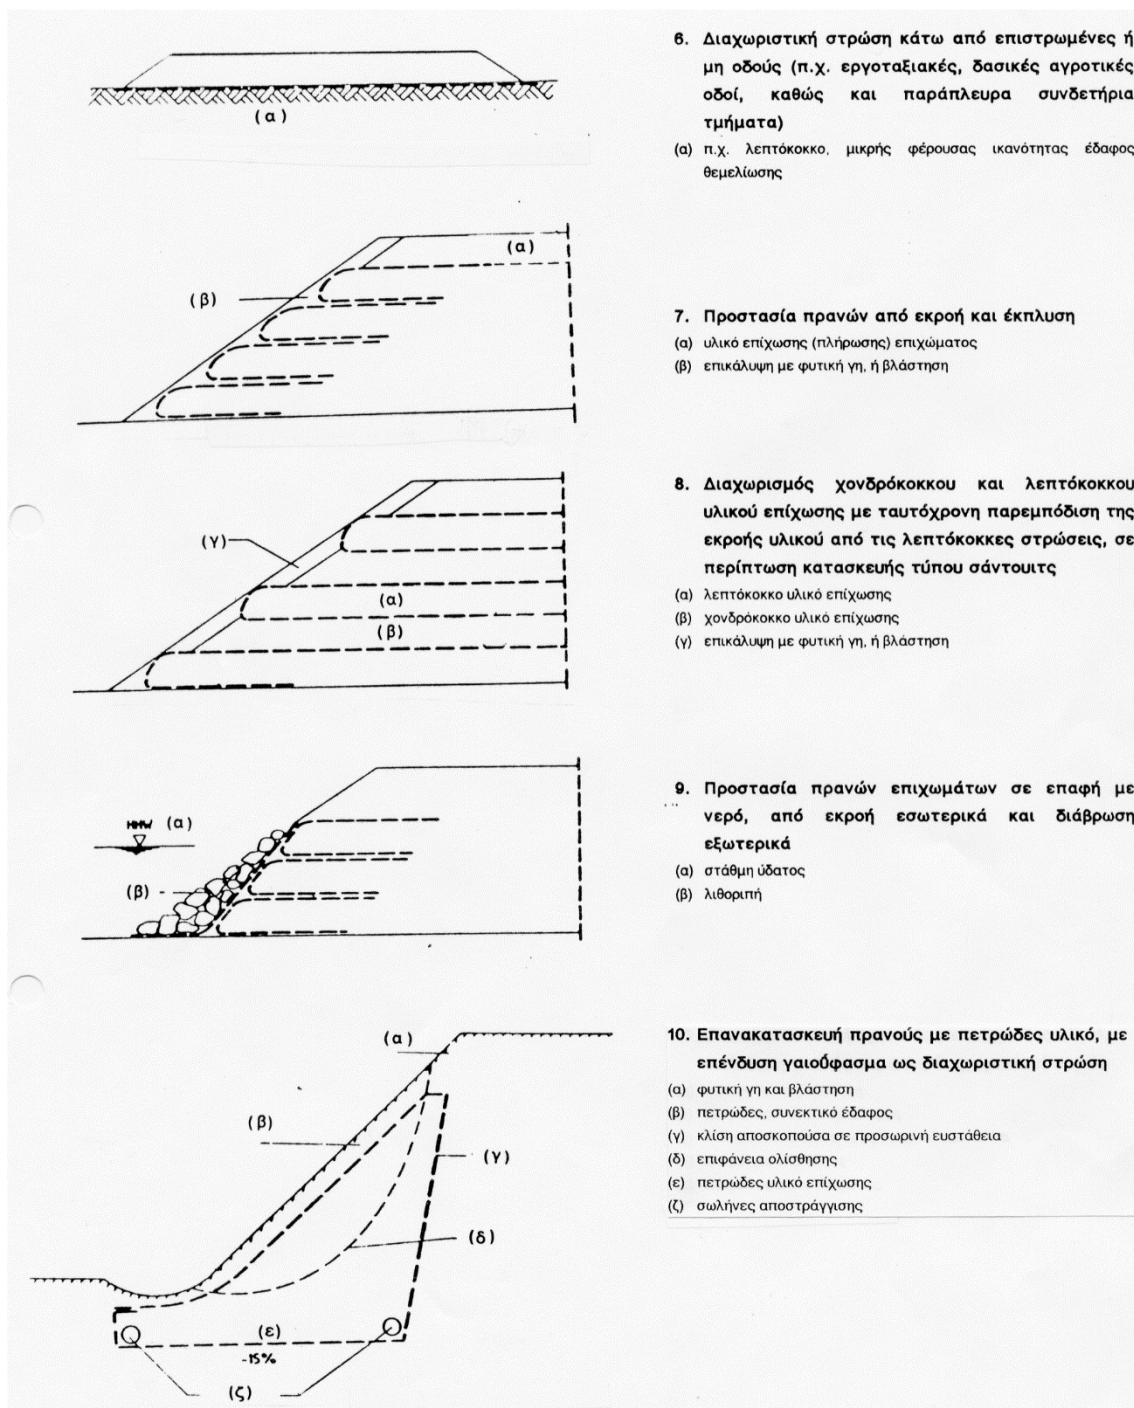 6. Διαχωριστική στρώση κάτω από επιστρωμένες ή
μη οδούς (π.χ. εργοταξιακές, δασικές αγροτικές
οδοί, καθώς και παράπλευρα συνδετήρια
τμήματα)
(α) π.χ. λεπτόκοκκο, μικρής φέρουσας ικανότητας έδαφος
θεμελίωσης
(α)
7. Προστασία πρανών από εκροή και έκπλυση
(α) υλικό επίχωσης (πλήρωσης) επιχώματος
(β) επικάλυψη με φυτική γη, ή βλάστηση
(α)
(β)
8. Διαχωρισμός χονδρόκοκκου και λεπτόκοκκου
υλικού επίχωσης με ταυτόχρονη παρεμπόδιση της
εκροής υλικού από τις λεπτόκοκκες στρώσεις, σε
περίπτωση κατασκευής τύπου σάντουιτς
(α) λεπτόκοκκο υλικό επίχωσης
(β) χονδρόκοκκο υλικό επίχωσης
(γ) επικάλυψη με φυτική γη, ή βλάστηση
(γ)
(α)
(β)
9. Προστασία πρανών επιχωμάτων σε επαφή με
νερό, από εκροή εσωτερικά και διάβρωση
εξωτερικά
(α) στάθμη ύδατος
(β) λιθοριπή
HHW (α)
(β)
10. Επανακατασκευή πρανούς με πετρώδες υλικό, με
επένδυση γαιοΰφασμα ως διαχωριστική στρώση
(α) φυτική γη και βλάστηση
(β) πετρώδες, συνεκτικό έδαφος
(γ) κλίση αποσκοπούσα σε προσωρινή ευστάθεια
(δ) επιφάνεια ολίσθησης
(ε) πετρώδες υλικό επίχωσης
(ζ) σωλήνες αποστράγγισης
(α)
(β)
(γ)
(δ)
(ε)
-15%
(ζ)